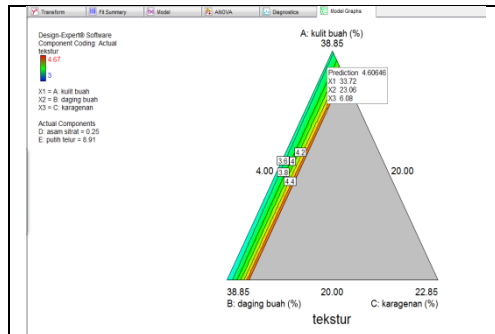 Transform
Fit Summary
Model
ANOVA
Diagnostics
Model Graphs
Design-Expert® Software
Component Coding: Actual
tekstur
4.67
3
X1 = A: kulit buah
X2 = B: daging buah
X3 = C: karagenan
Actual Components
D: asam sitrat = 0.25
E: putih telur = 8.91
A: kulit buah (%)
38.85
Prediction 4.60646
X1 33.72
X2 23.06
X3 6.08
4.2
3.6 4
3.8
4.4
4.00
20.00
38.85
20.00
22.85
B: daging buah (%)
C: karagenan (%)
tekstur